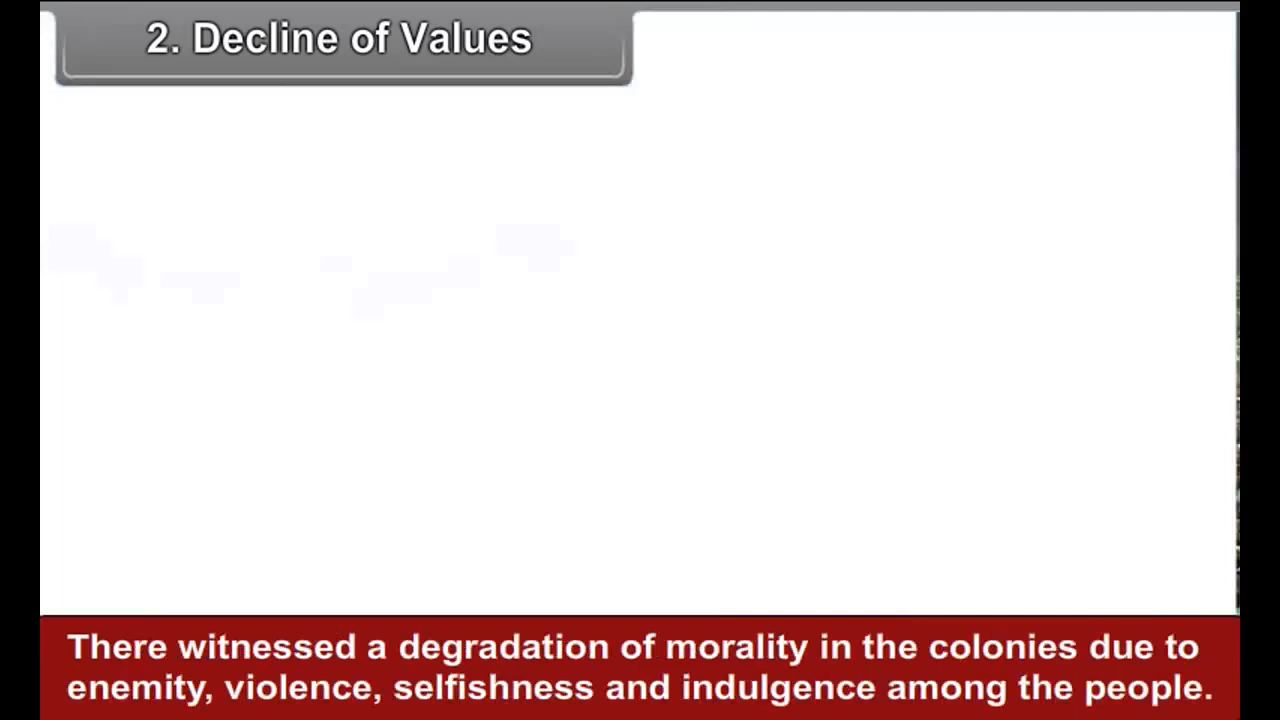 2. Decline of Values
There witnessed a degradation of morality in the colonies due to
enemity, violence, selfishness and indulgence among the people.